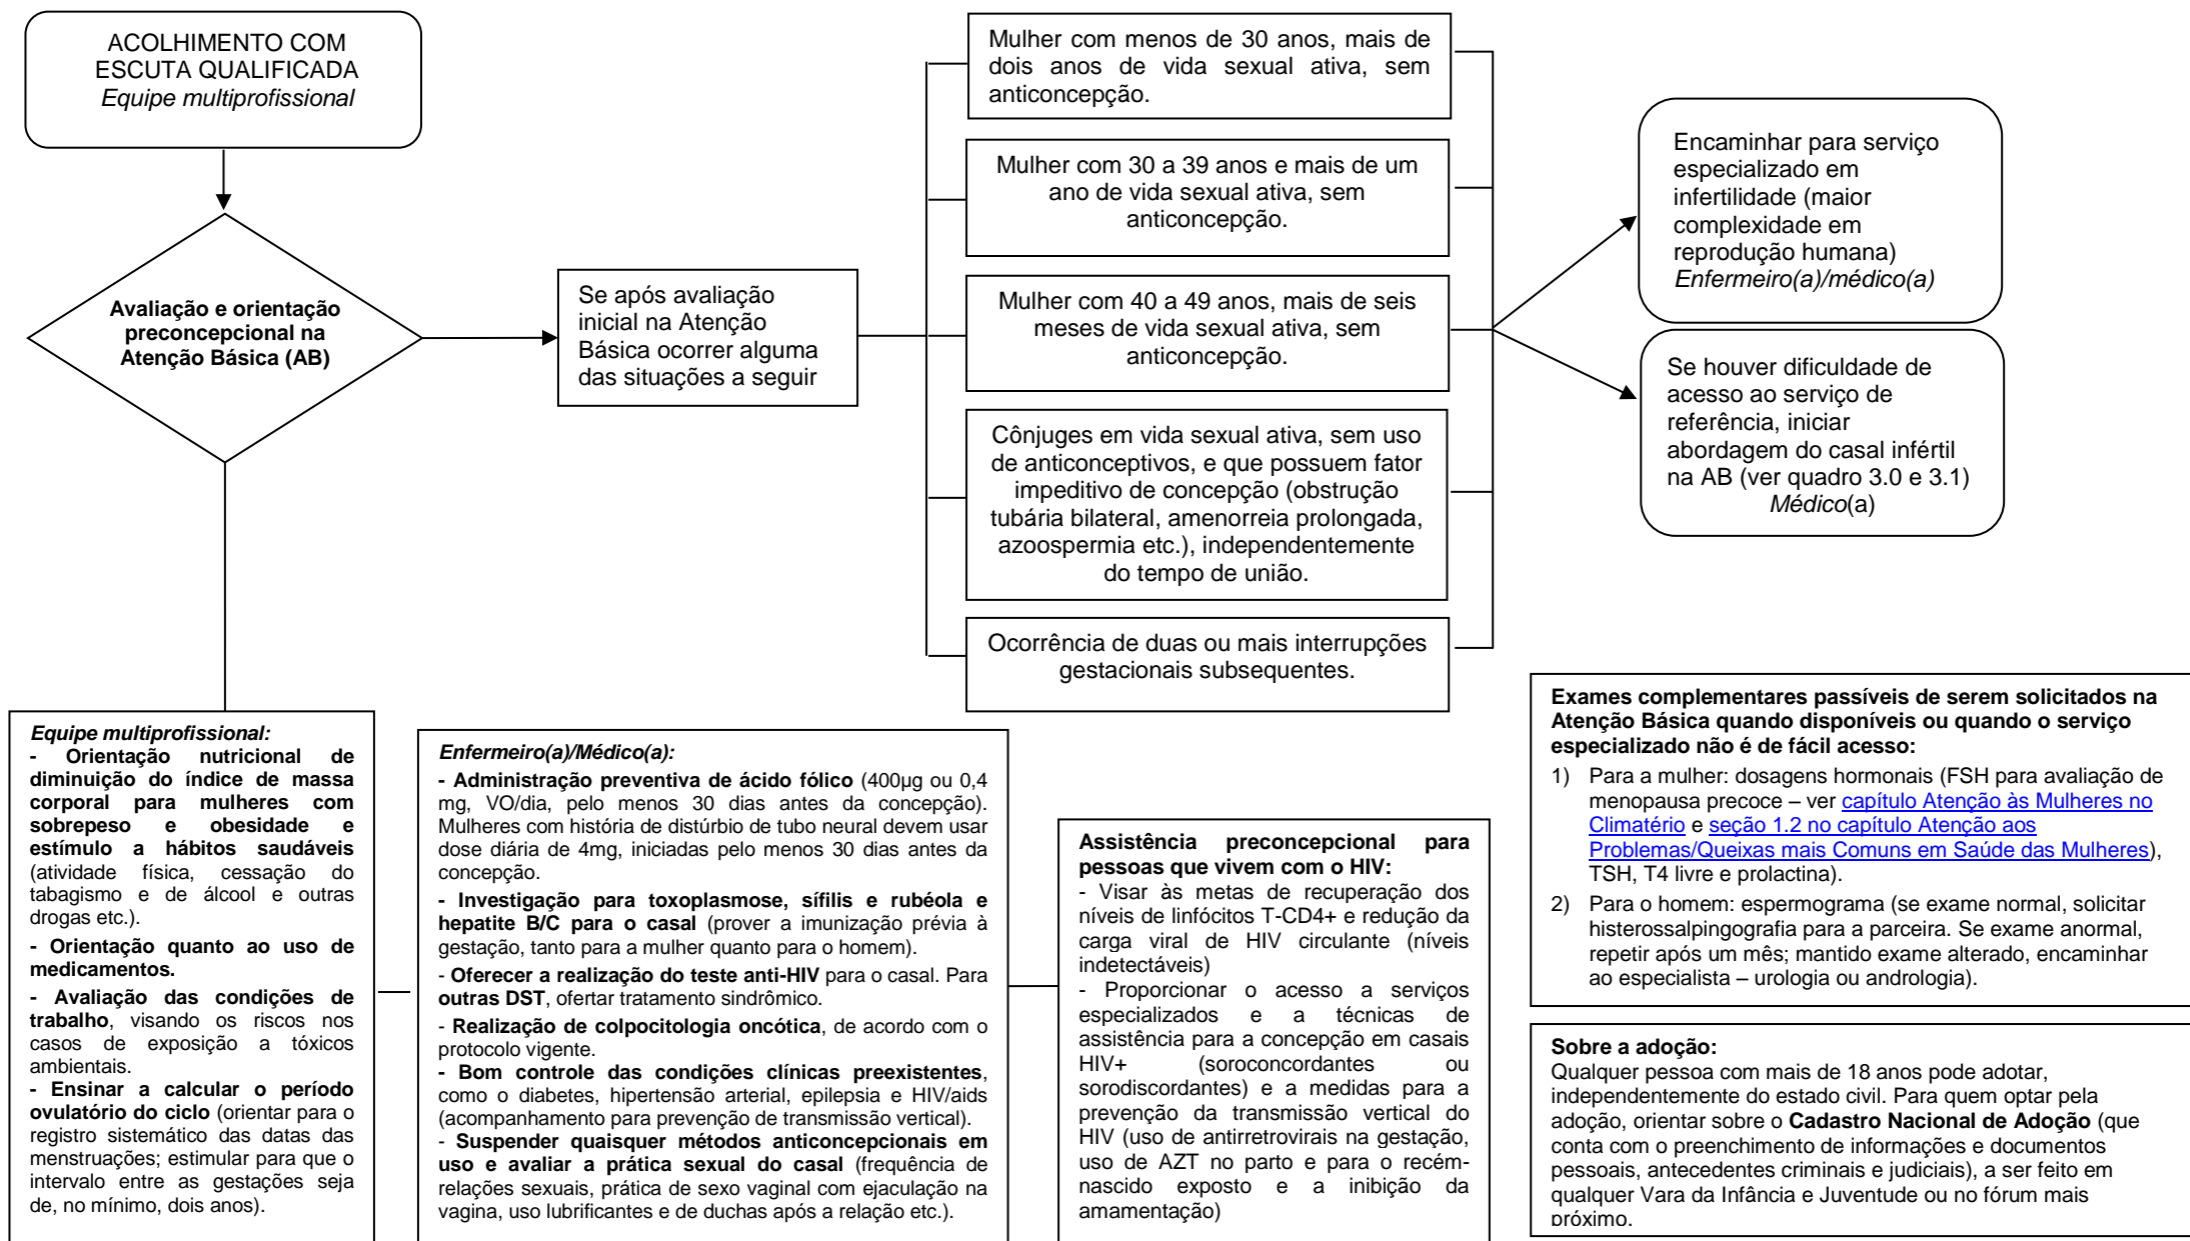 ACOLHIMENTO COM
ESCUTA QUALIFICADA
Equipe multiprofissional
Avaliação e orientação
preconcepcional na
Atenção Básica (AB)
Se após avaliação
inicial na Atenção
Básica ocorrer alguma
das situações a seguir
Mulher com menos de 30 anos, mais de
dois anos de vida sexual ativa, sem
anticoncepção.
Mulher com 30 a 39 anos e mais de um
ano de vida sexual ativa, sem
anticoncepção.
Mulher com 40 a 49 anos, mais de seis
meses de vida sexual ativa, sem
anticoncepção.
Cônjuges em vida sexual ativa, sem uso
de anticonceptivos, e que possuem fator
impeditivo de concepção (obstrução
tubária bilateral, amenorreia prolongada,
azoospermia etc.), independentemente
do tempo de união.
Ocorrência de duas ou mais interrupções
gestacionais subsequentes.
Encaminhar para serviço
especializado em
infertilidade (maior
complexidade em
reprodução humana)
Enfermeiro(a)/médico(a)
Se houver dificuldade de
acesso ao serviço de
referência, iniciar
abordagem do casal infértil
na AB (ver quadro 3.0 e 3.1)
Médico(a)
Equipe multiprofissional:
- Orientação nutricional de
diminuição do índice de massa
corporal para mulheres com
sobrepeso e obesidade e
estímulo a hábitos saudáveis
(atividade física, cessação do
tabagismo e de álcool e outras
drogas etc.).
- Orientação quanto ao uso de
medicamentos.
- Avaliação das condições de
trabalho, visando os riscos nos
casos de exposição a tóxicos
ambientais.
- Ensinar a calcular o período
ovulatório do ciclo (orientar para o
registro sistemático das datas das
menstruações; estimular para que o
intervalo entre as gestações seja
de, no mínimo, dois anos).
Enfermeiro(a)/Médico(a):
- Administração preventiva de ácido fólico (400µg ou 0,4
mg, VO/dia, pelo menos 30 dias antes da concepção).
Mulheres com história de distúrbio de tubo neural devem usar
dose diária de 4mg, iniciadas pelo menos 30 dias antes da
concepção.
- Investigação para toxoplasmose, sífilis e rubéola e
hepatite B/C para o casal (prover a imunização prévia à
gestação, tanto para a mulher quanto para o homem).
- Oferecer a realização do teste anti-HIV para o casal. Para
outras DST, ofertar tratamento sindrômico.
- Realização de colpocitologia oncótica, de acordo com o
protocolo vigente.
- Bom controle das condições clínicas preexistentes,
como o diabetes, hipertensão arterial, epilepsia e HIV/aids
(acompanhamento para prevenção de transmissão vertical).
- Suspender quaisquer métodos anticoncepcionais em
uso e avaliar a prática sexual do casal (frequência de
relações sexuais, prática de sexo vaginal com ejaculação na
vagina, uso lubrificantes e de duchas após a relação etc.).
Assistência preconcepcional para
pessoas que vivem com o HIV:
- Visar às metas de recuperação dos
níveis de linfócitos T-CD4+ e redução da
carga viral de HIV circulante (níveis
indetectáveis)
- Proporcionar o acesso a serviços
especializados e a técnicas de
assistência para a concepção em casais
HIV+ (soroconcordantes ou
sorodiscordantes) e a medidas para a
prevenção da transmissão vertical do
HIV (uso de antirretrovirais na gestação,
uso de AZT no parto e para o recém-
nascido exposto e a inibição da
amamentação)
Exames complementares passíveis de serem solicitados na
Atenção Básica quando disponíveis ou quando o serviço
especializado não é de fácil acesso:
1) Para a mulher: dosagens hormonais (FSH para avaliação de
menopausa precoce – ver capítulo Atenção às Mulheres no
Climatério e seção 1.2 no capítulo Atenção aos
Problemas/Queixas mais Comuns em Saúde das Mulheres),
TSH, T4 livre e prolactina).
2) Para o homem: espermograma (se exame normal, solicitar
histerossalpingografia para a parceira. Se exame anormal,
repetir após um mês; mantido exame alterado, encaminhar
ao especialista – urologia ou andrologia).
Sobre a adoção:
Qualquer pessoa com mais de 18 anos pode adotar,
independentemente do estado civil. Para quem optar pela
adoção, orientar sobre o Cadastro Nacional de Adoção (que
conta com o preenchimento de informações e documentos
pessoais, antecedentes criminais e judiciais), a ser feito em
qualquer Vara da Infância e Juventude ou no fórum mais
próximo.